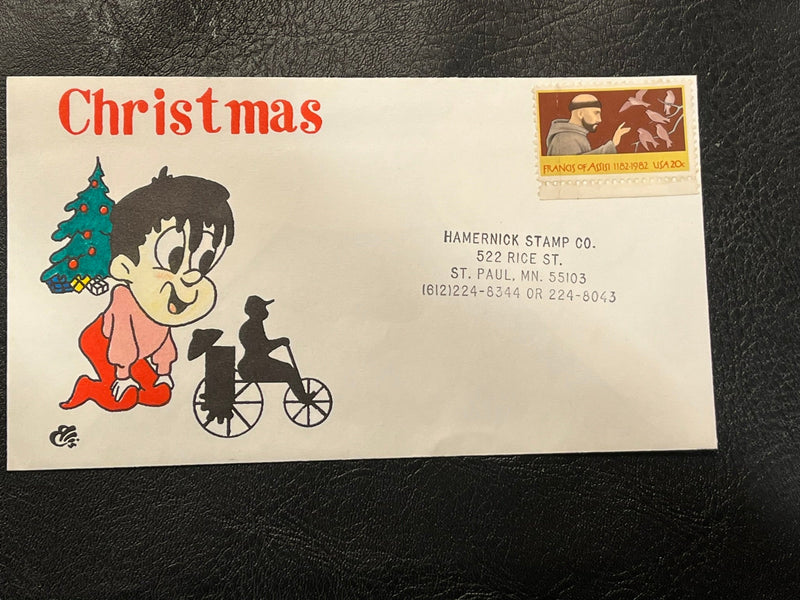 Christmas
FRANCIS OF ASSISI 1182-1982 USA 20c
HAMERNICK STAMP CO.
522 RICE ST.
ST. PAUL, MN. 55103
(612)224-8344 OR 224-8043